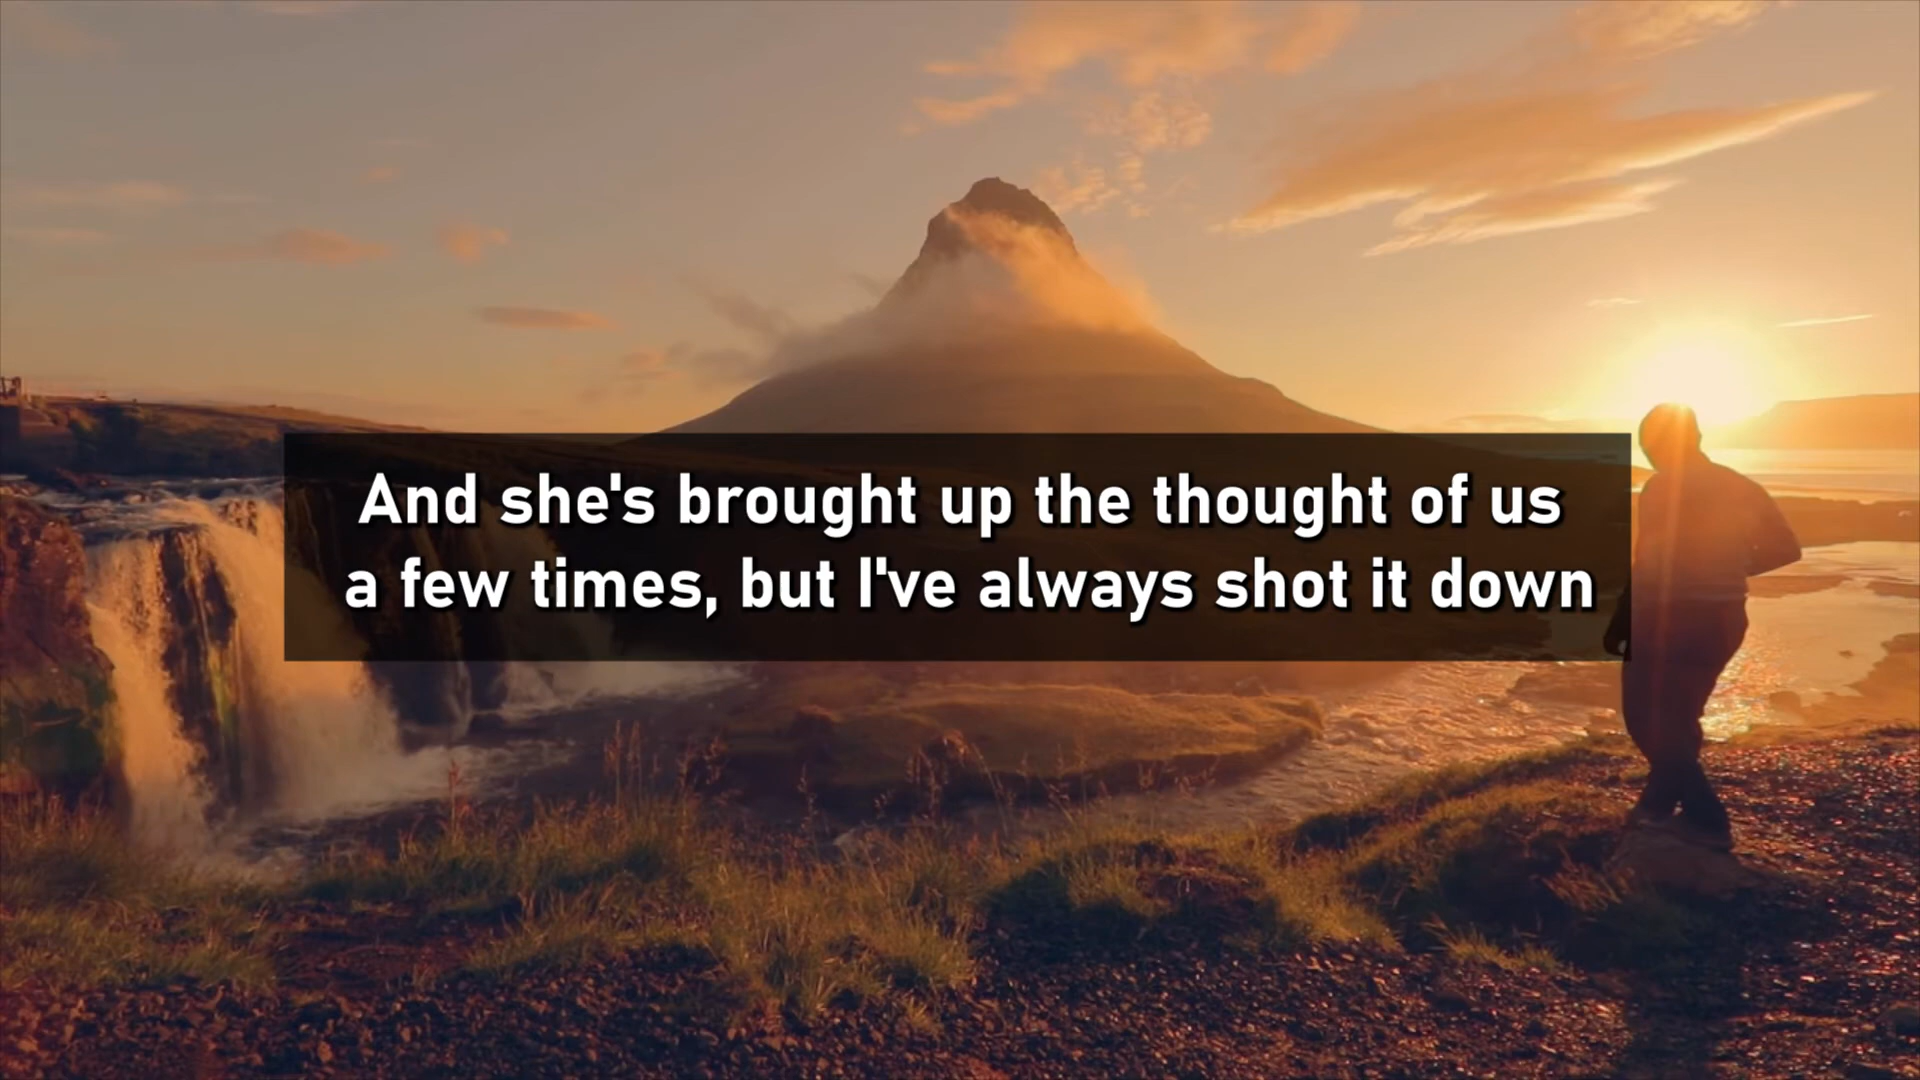 And she's brought up the thought of us
a few times, but I've always shot it down